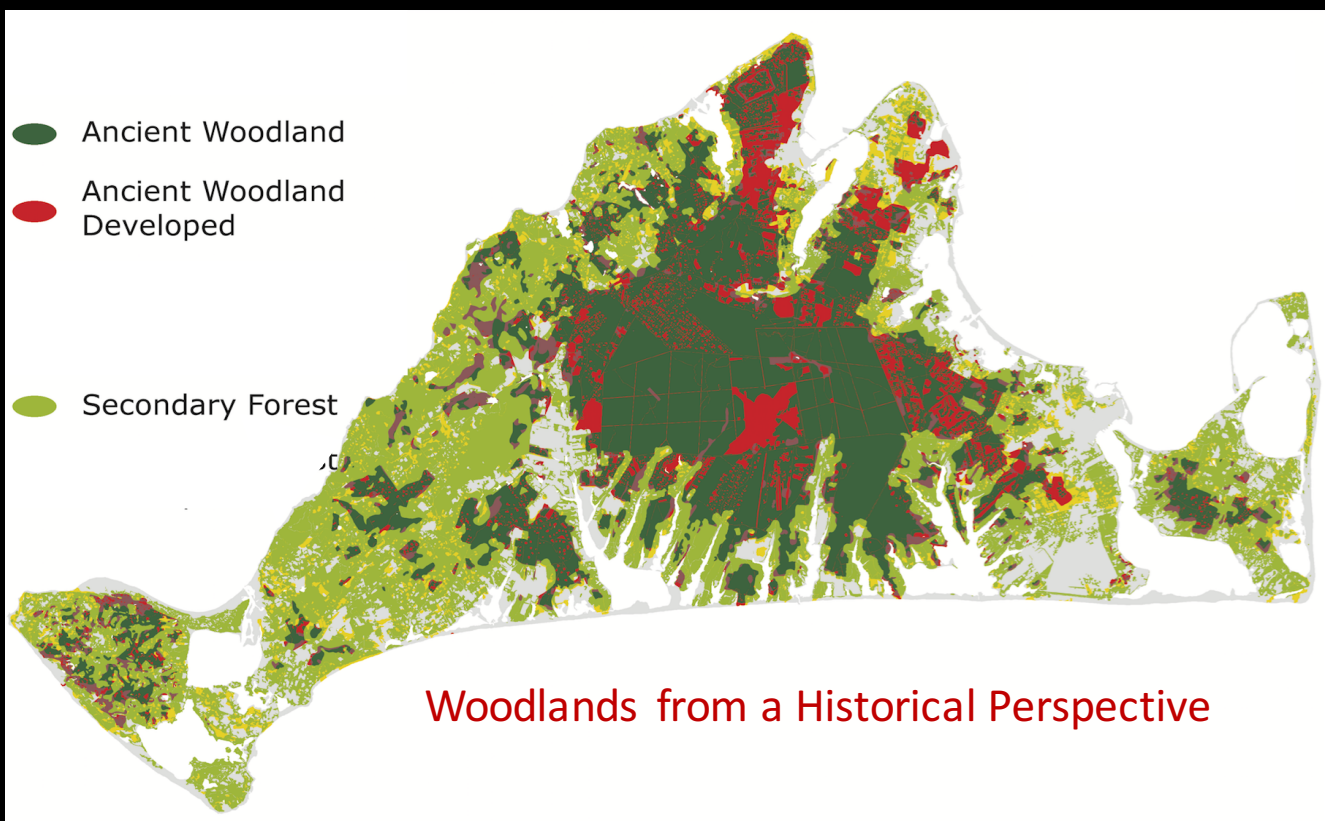 Ancient Woodland
Ancient Woodland
Developed
Secondary Forest
Woodlands from a Historical Perspective